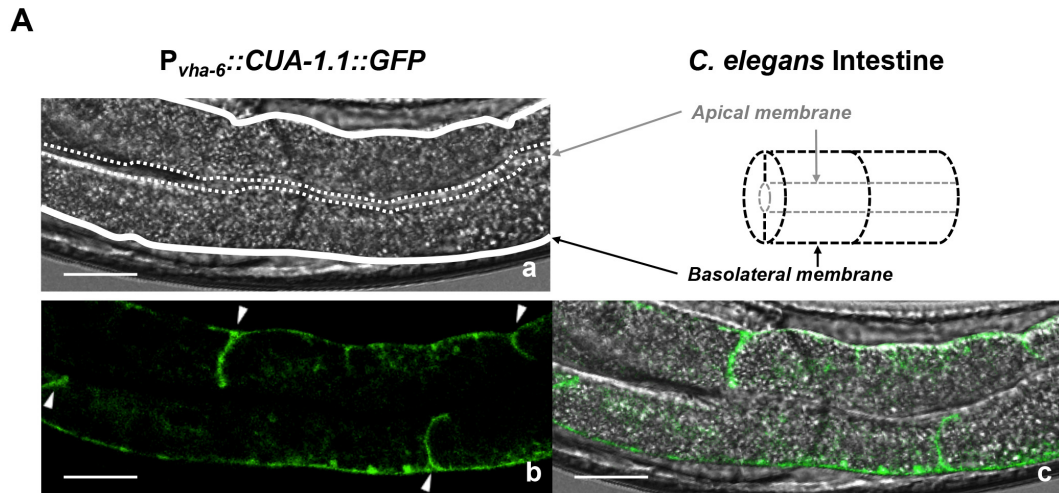 A
Pvha-6::CUA-1.1::GFP
C. elegans Intestine
Apical membrane
Basolateral membrane
a
b
c